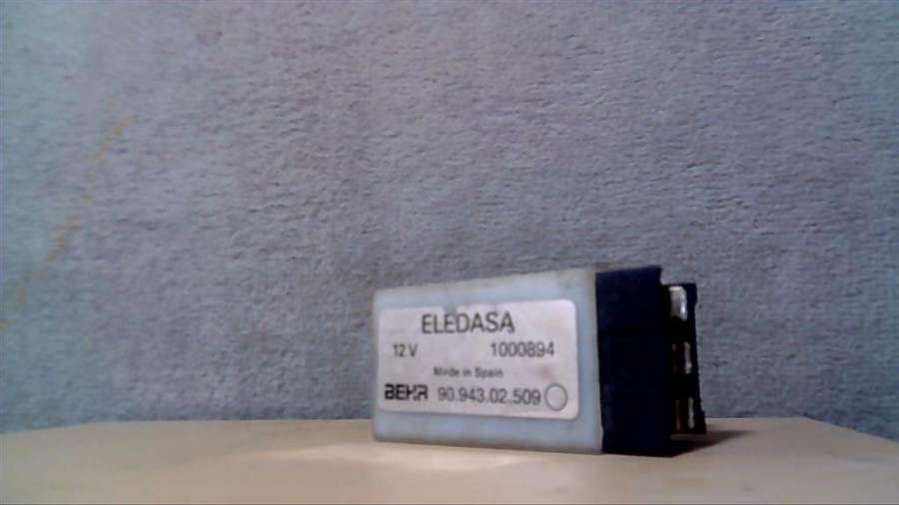 ELEDASA
12 V 1000894
Made in Spain
BEHR 90.943.02.509